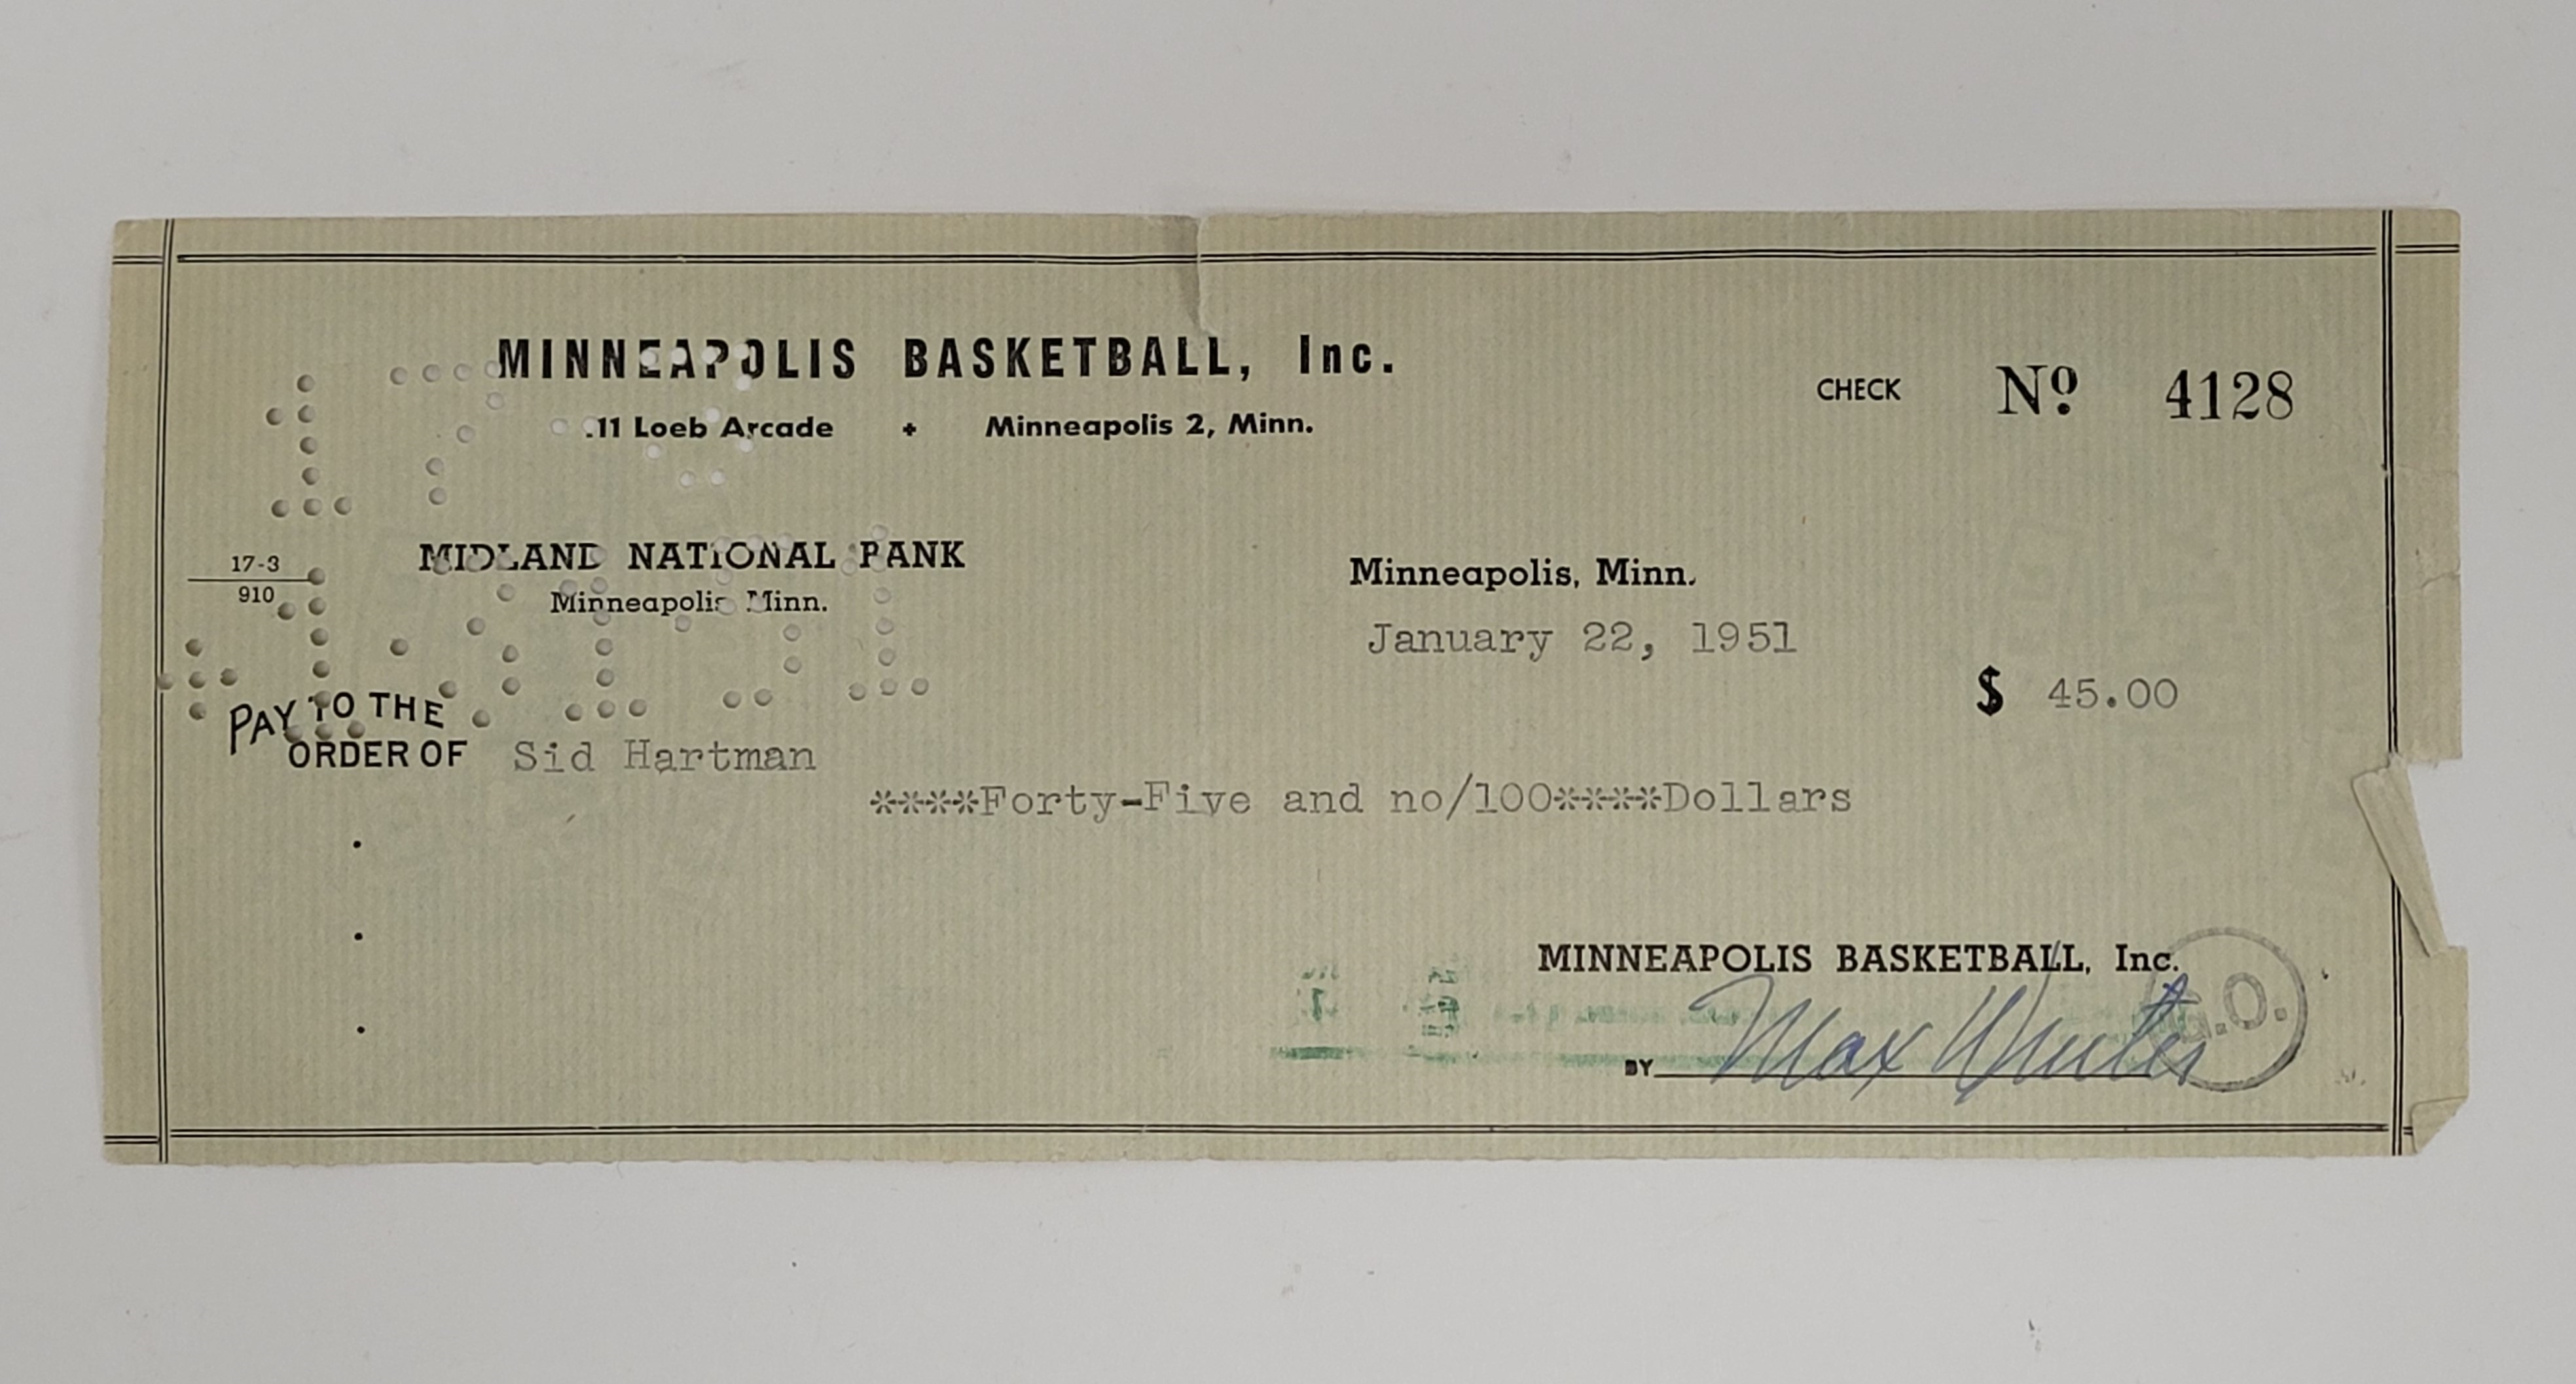 MINNEAPOLIS BASKETBALL, Inc.
CHECK Nº 4128
.11 Loeb Arcade + Minneapolis 2, Minn.
17-3
910
MIDLAND NATIONAL BANK
Minneapolis, Minn.
Minneapolis, Minn.
January 22, 1951
$ 45.00
PAY TO THE
ORDER OF Sid Hartman
****Forty-Five and no/100****Dollars
MINNEAPOLIS BASKETBALL, Inc.
BY Max Winter
G.O.